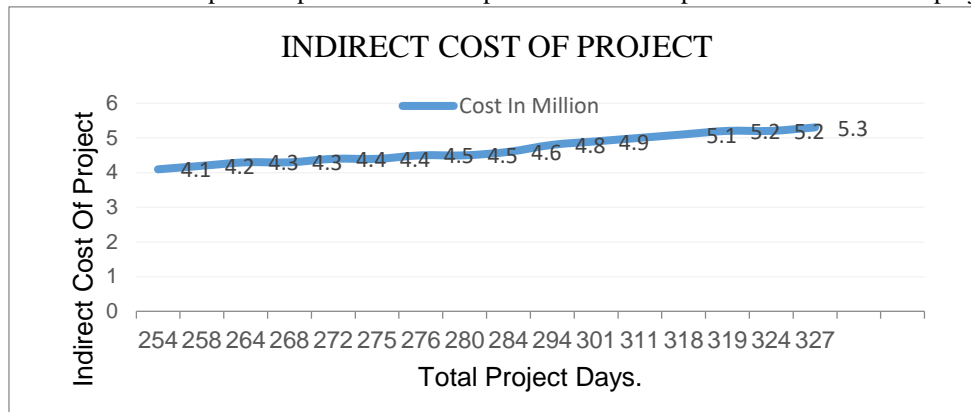 INDIRECT COST OF PROJECT
Cost In Million
6
5
4
3
2
1
0
4.1 4.2 4.3 4.3 4.4 4.4 4.5 4.5 4.6 4.8 4.9 5.1 5.2 5.2 5.3
254 258 264 268 272 275 276 280 284 294 301 311 318 319 324 327
Indirect Cost Of Project
Total Project Days.